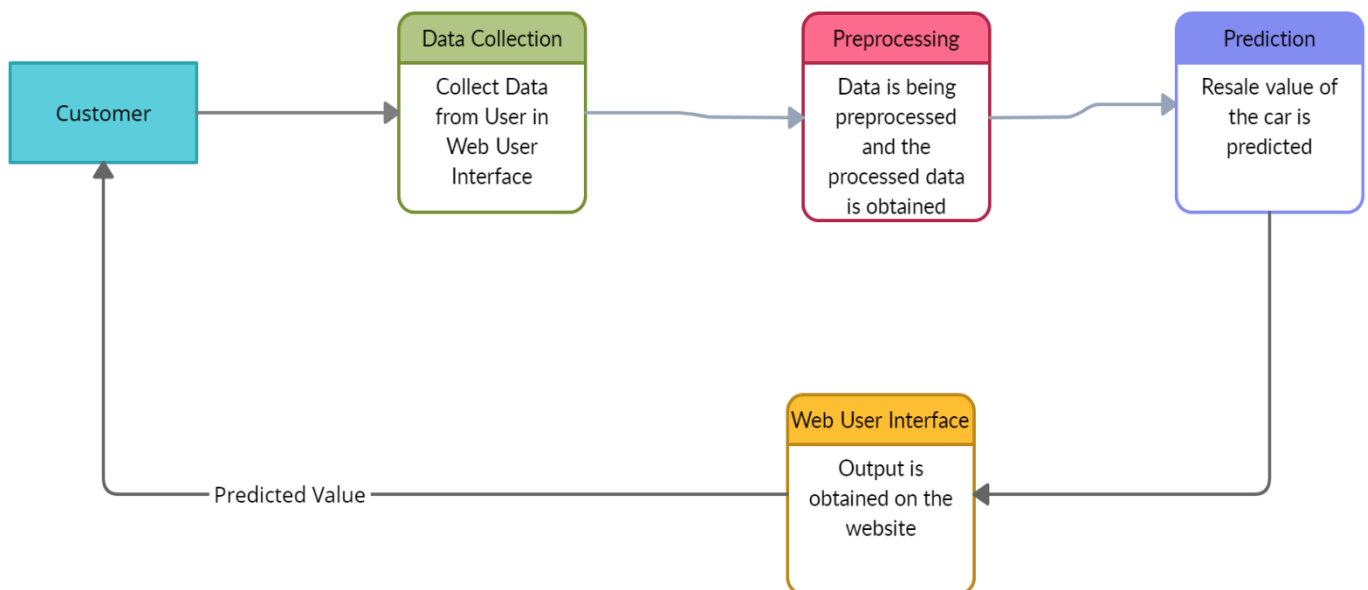 Customer
Data Collection
Collect Data
from User in
Web User
Interface
Preprocessing
Data is being
preprocessed
and the
processed data
is obtained
Prediction
Resale value of
the car is
predicted
Web User Interface
Output is
obtained on the
website
Predicted Value